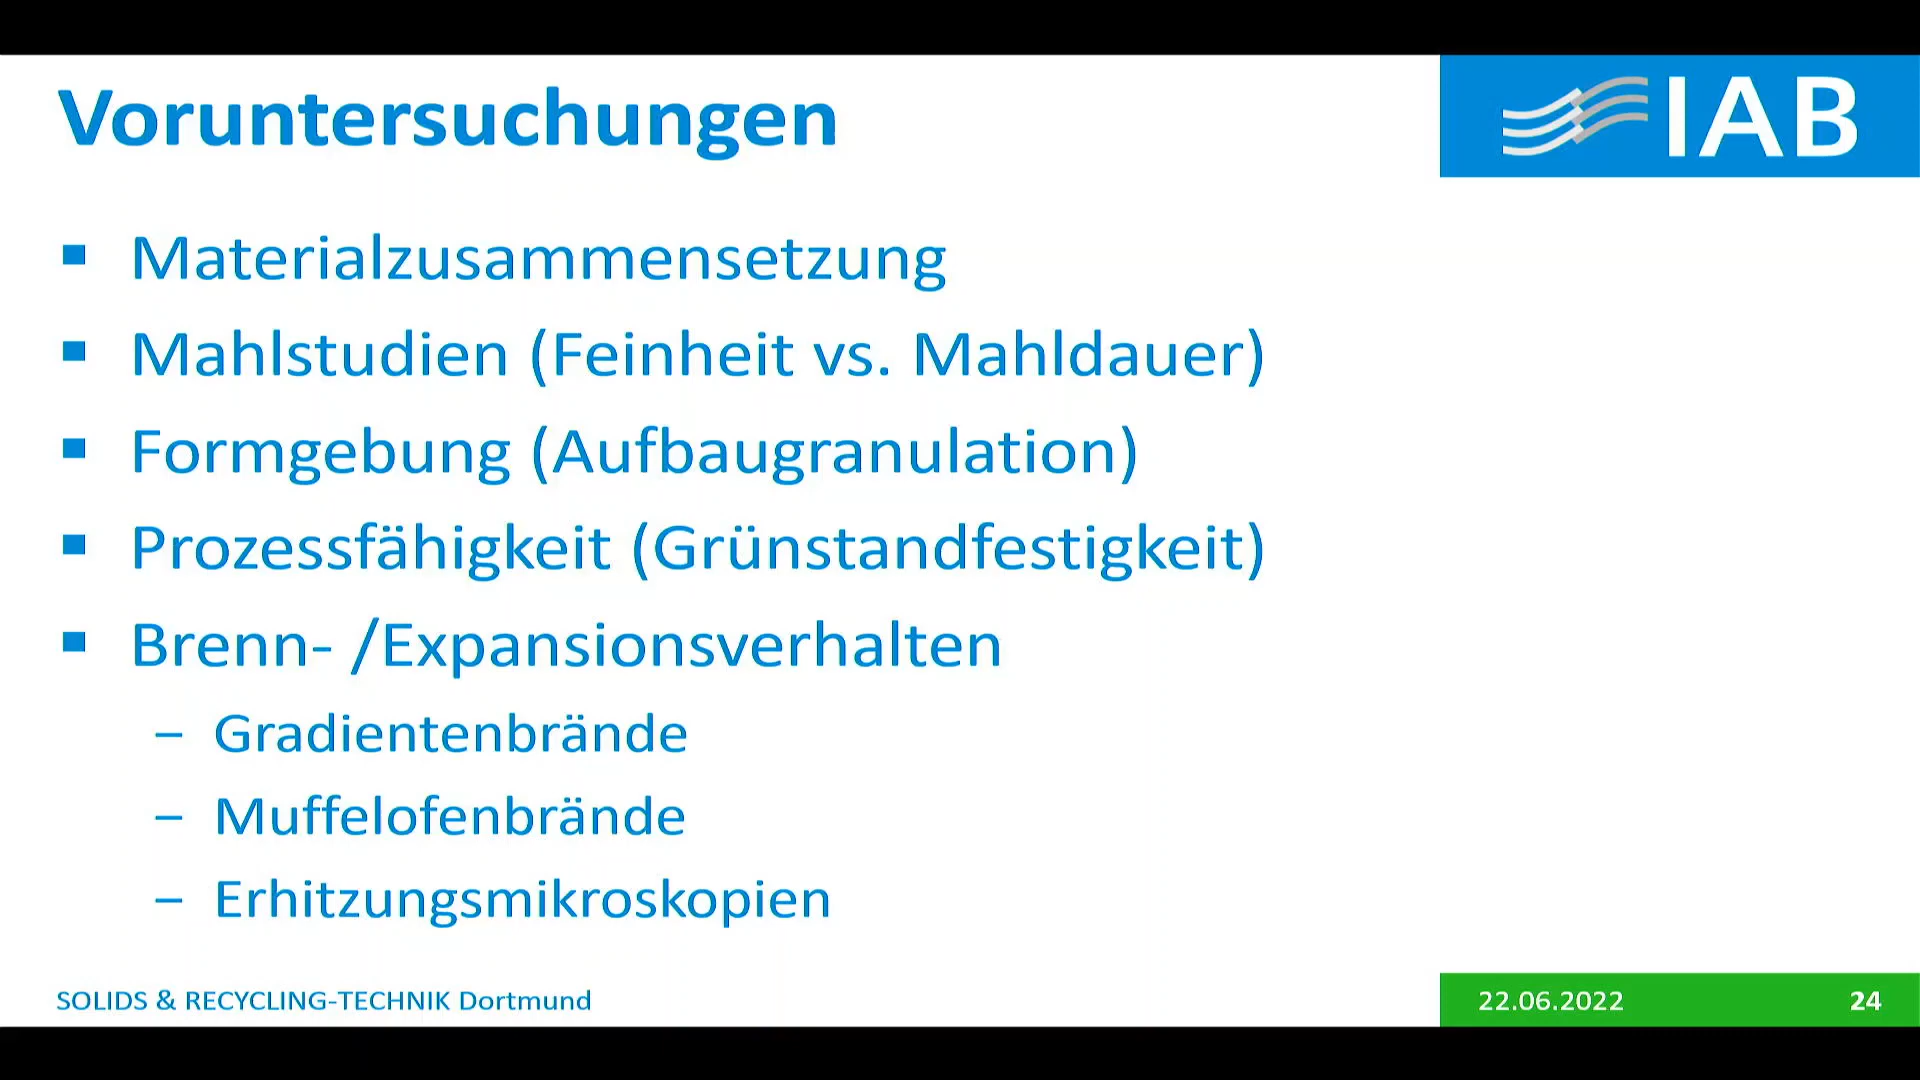 Voruntersuchungen
IAB
▪ Materialzusammensetzung
▪ Mahlstudien (Feinheit vs. Mahldauer)
▪ Formgebung (Aufbaugranulation)
▪ Prozessfähigkeit (Grünstandfestigkeit)
▪ Brenn- /Expansionsverhalten
– Gradientenbrände
– Muffelofenbrände
– Erhitzungsmikroskopien
SOLIDS & RECYCLING-TECHNIK Dortmund
22.06.2022
24